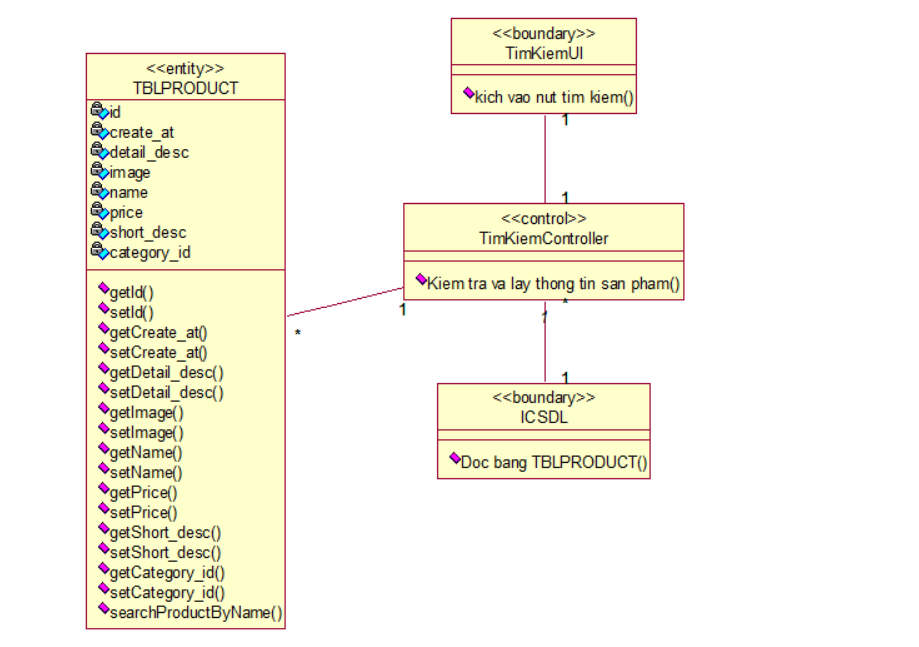 <<entity>>
TBLPRODUCT
id
create_at
detail_desc
image
name
price
short_desc
category_id
getId()
setId()
getCreate_at()
setCreate_at()
getDetail_desc()
setDetail_desc()
getImage()
setImage()
getName()
setName()
getPrice()
setPrice()
getShort_desc()
setShort_desc()
getCategory_id()
setCategory_id()
searchProductByName()
*
1
<<boundary>>
TimKiemUI
kich vao nut tim kiem()
1
1
<<control>>
TimKiemController
Kiem tra va lay thong tin san pham()
*
1
1
<<boundary>>
ICSDL
Doc bang TBLPRODUCT()